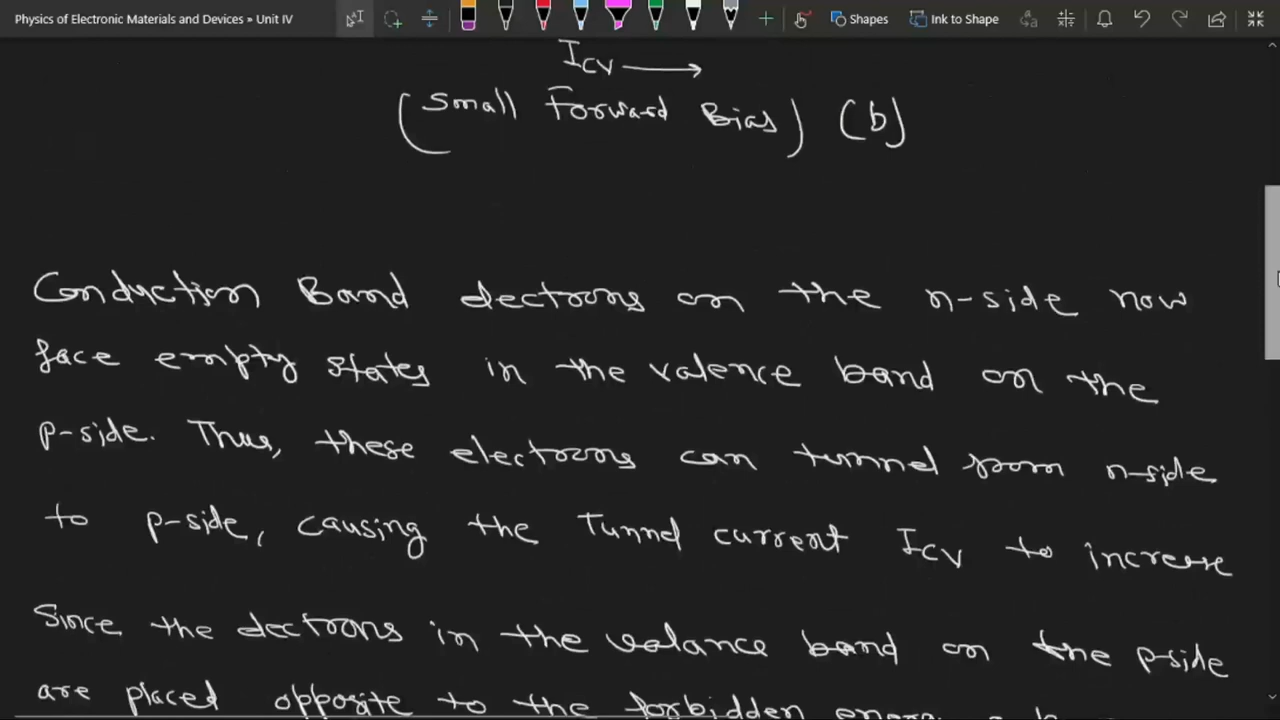 Physics of Electronic Materials and Devices » Unit IV
Shapes
Ink to Shape
ICV →
(Small Forward Bias) (b)
Conduction Band electrons on the n-side now
face empty states in the valence band on the
p-side. Thus, these electrons can tunnel from n-side
to p-side, causing the Tunnel current ICV to increase
Since the electrons in the valance band on the p-side
are placed opposite to the forbidden energy